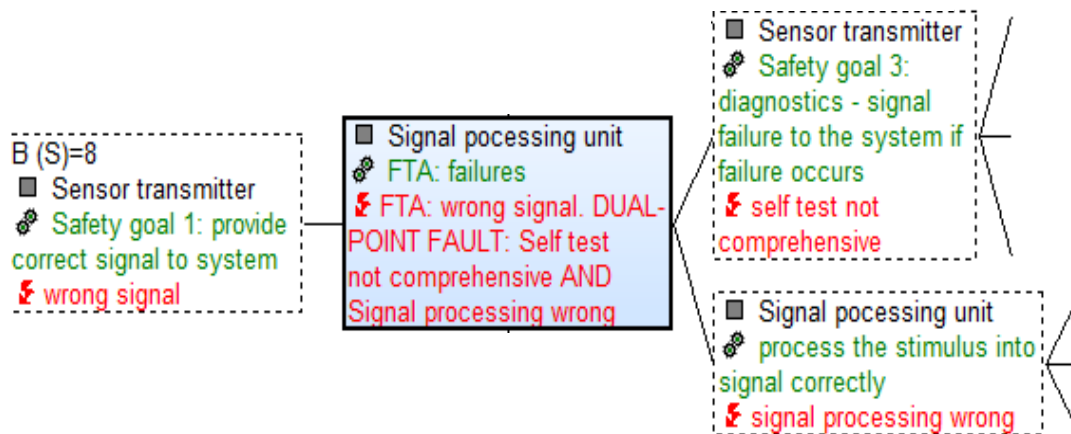 B (S)=8
Sensor transmitter
Safety goal 1: provide
correct signal to system
wrong signal
Signal pocessing unit
FTA: failures
FTA: wrong signal. DUAL-
POINT FAULT: Self test
not comprehensive AND
Signal processing wrong
Sensor transmitter
Safety goal 3:
diagnostics - signal
failure to the system if
failure occurs
self test not
comprehensive
Signal pocessing unit
process the stimulus into
signal correctly
signal processing wrong